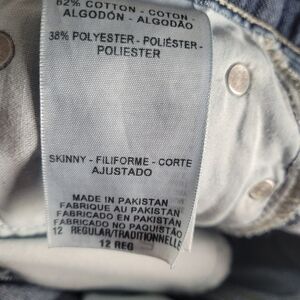 62% COTTON - COTON -
ALGODÓN - ALGODÃO
38% POLYESTER - POLIÉSTER -
POLIESTER
SKINNY - FILIFORME - CORTE
AJUSTADO
MADE IN PAKISTAN
FABRIQUE AU PAKISTAN
FABRICADO EN PAKISTAN
FABRICADO NO PAQUISTÃO
12 REGULAR/TRADITIONNELLE
12 REG